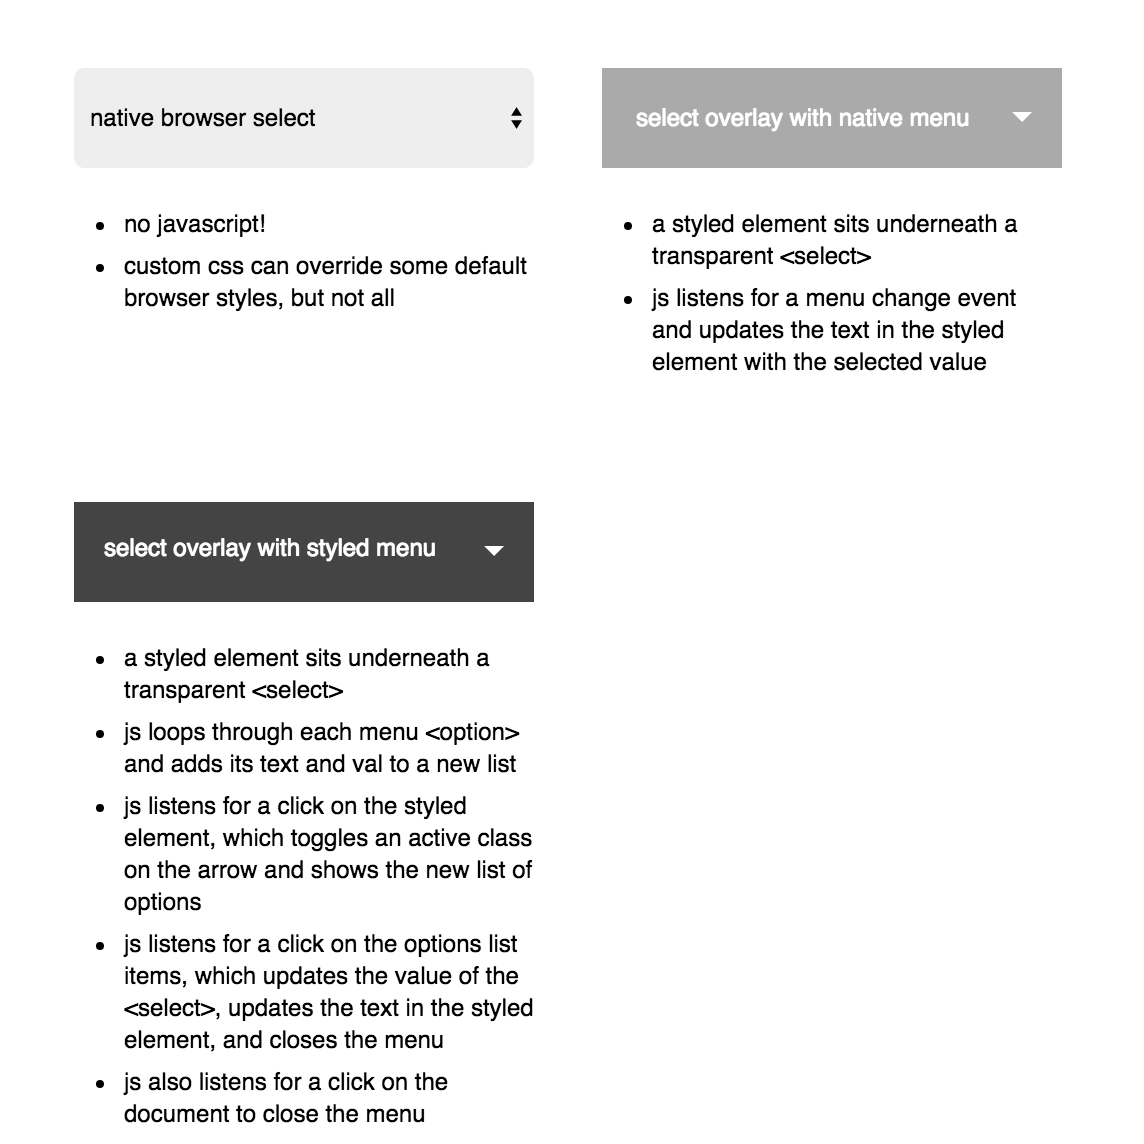 native browser select
• no javascript!
• custom css can override some default
browser styles, but not all
select overlay with native menu
• a styled element sits underneath a
transparent <select>
• js listens for a menu change event
and updates the text in the styled
element with the selected value
select overlay with styled menu
• a styled element sits underneath a
transparent <select>
• js loops through each menu <option>
and adds its text and val to a new list
• js listens for a click on the styled
element, which toggles an active class
on the arrow and shows the new list of
options
• js listens for a click on the options list
items, which updates the value of the
<select>, updates the text in the styled
element, and closes the menu
• js also listens for a click on the
document to close the menu